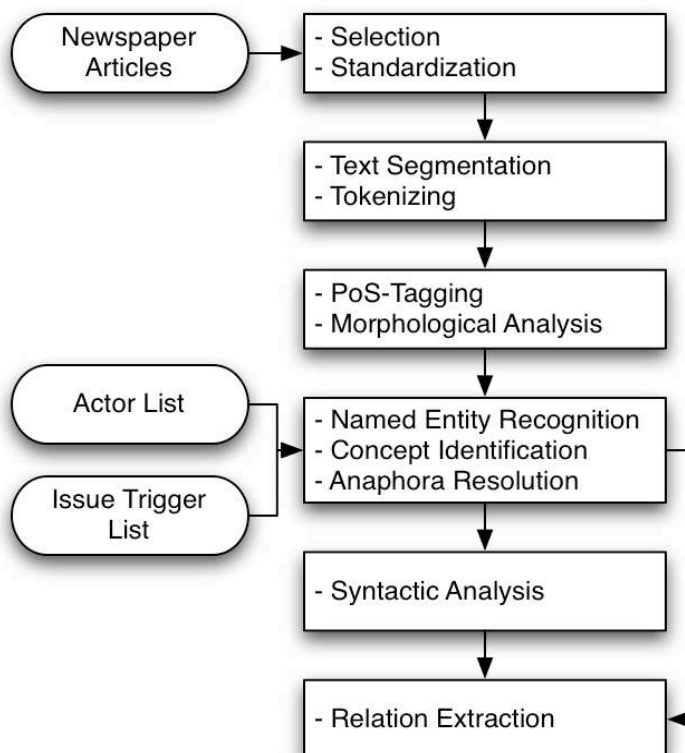 Newspaper
Articles
- Selection
- Standardization
- Text Segmentation
- Tokenizing
- PoS-Tagging
- Morphological Analysis
Actor List
Issue Trigger
List
- Named Entity Recognition
- Concept Identification
- Anaphora Resolution
- Syntactic Analysis
- Relation Extraction